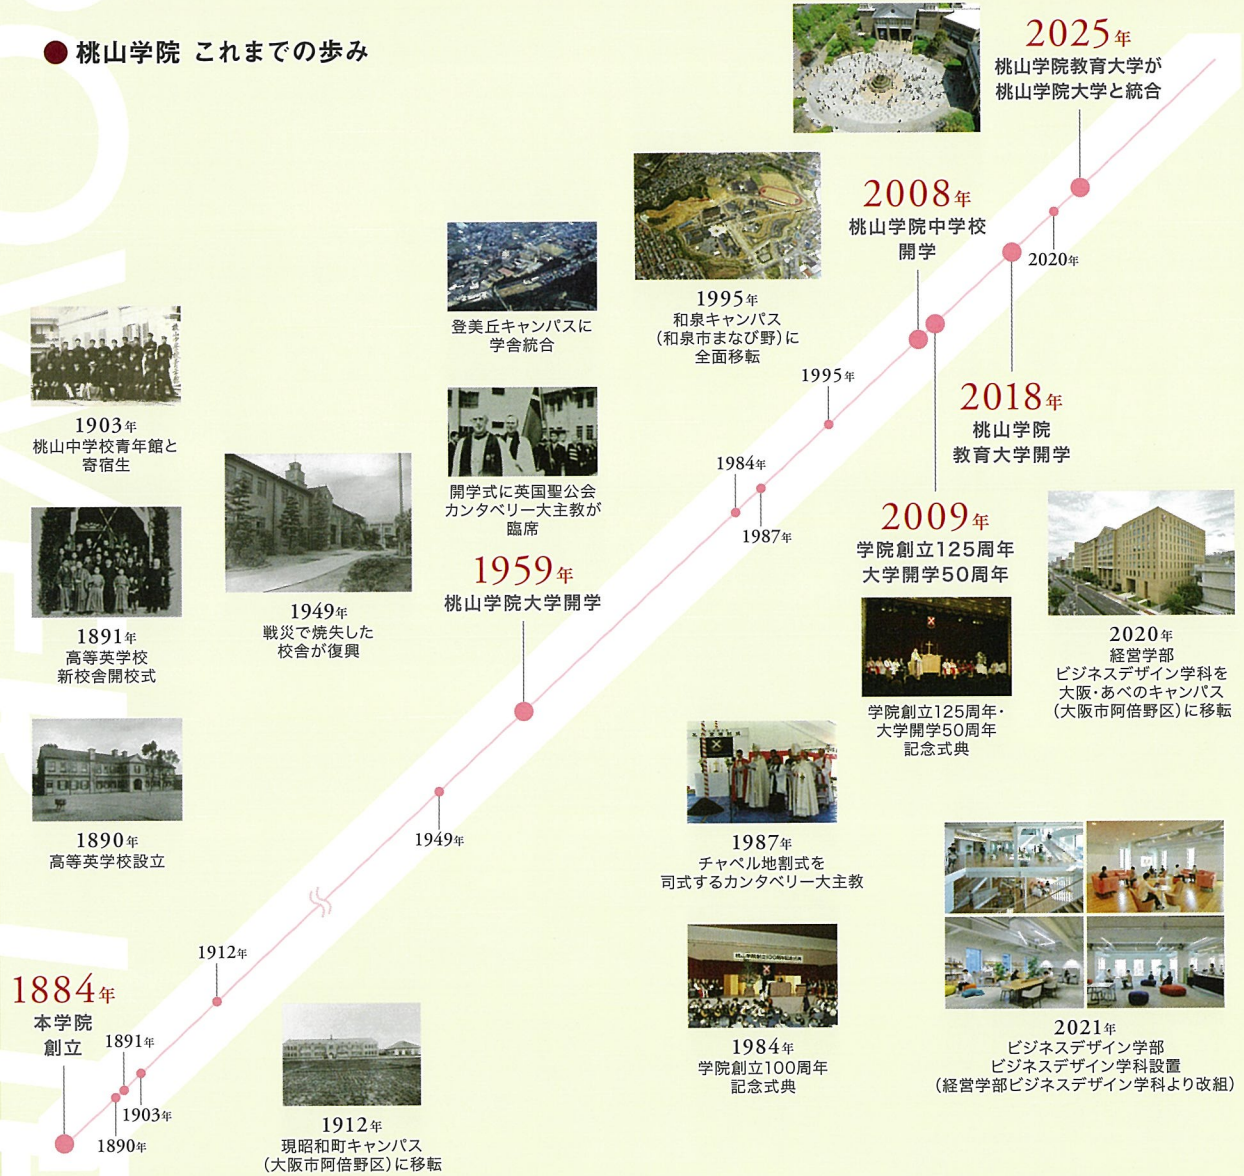 桃山学院 これまでの歩み
2025年
桃山学院教育大学が
桃山学院大学と統合
2008年
桃山学院中学校
開学
2020年
登美丘キャンパスに
学舎統合
1995年
和泉キャンパス
(和泉市まなび野)に
全面移転
1995年
2018年
桃山学院
教育大学開学
1903年
桃山中学校青年館と
寄宿生
開学式に英国聖公会
カンタベリー大主教が
臨席
1984年
1987年
2009年
学院創立125周年
大学開学50周年
1959年
桃山学院大学開学
1949年
戦災で焼失した
校舎が復興
1891年
高等英学校
新校舎開校式
2020年
経営学部
ビジネスデザイン学科を
大阪・あべのキャンパス
(大阪市阿倍野区)に移転
学院創立125周年・
大学開学50周年
記念式典
1949年
1890年
高等英学校設立
1987年
チャペル地割式を
司式するカンタベリー大主教
1912年
学院創立100周年記念式典
1884年
本学院
創立
1891年
1903年
1890年
1984年
学院創立100周年
記念式典
2021年
ビジネスデザイン学部
ビジネスデザイン学科設置
(経営学部ビジネスデザイン学科より改組)
1912年
現昭和町キャンパス
(大阪市阿倍野区)に移転